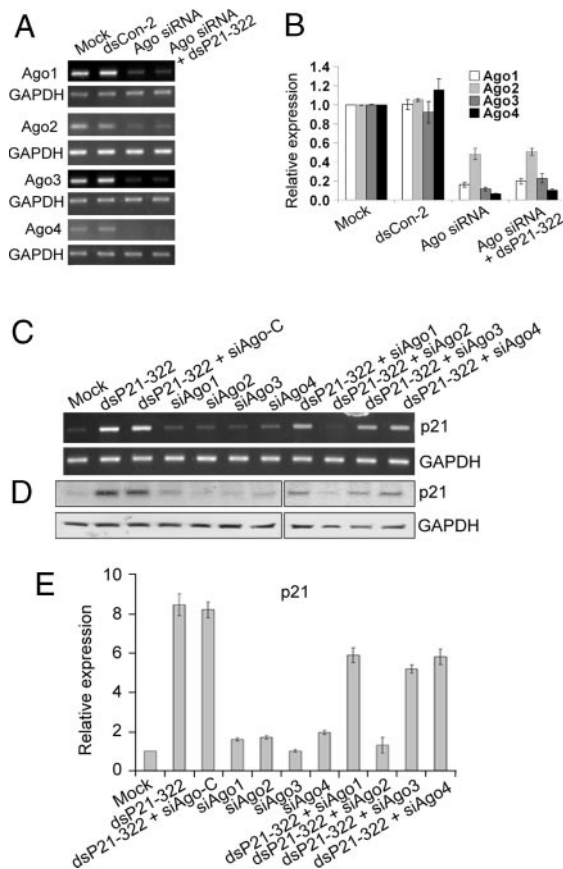 A
Mock
dsCon-2
Ago siRNA
Ago siRNA
+ dsP21-322
Ago1
GAPDH
Ago2
GAPDH
Ago3
GAPDH
Ago4
GAPDH
B
Relative expression
1.4
1.2
1.0
0.8
0.6
0.4
0.2
0
Ago1
Ago2
Ago3
Ago4
Mock
dsCon-2
Ago siRNA
Ago siRNA
+ dsP21-322
C
Mock
dsP21-322
dsP21-322 + siAgo-C
siAgo1
siAgo2
siAgo3
siAgo4
dsP21-322 + siAgo1
dsP21-322 + siAgo2
dsP21-322 + siAgo3
dsP21-322 + siAgo4
p21
GAPDH
D
p21
GAPDH
E
p21
Relative expression
10
8
6
4
2
0
Mock
dsP21-322
dsP21-322 + siAgo-C
siAgo1
siAgo2
siAgo3
siAgo4
dsP21-322 + siAgo1
dsP21-322 + siAgo2
dsP21-322 + siAgo3
dsP21-322 + siAgo4